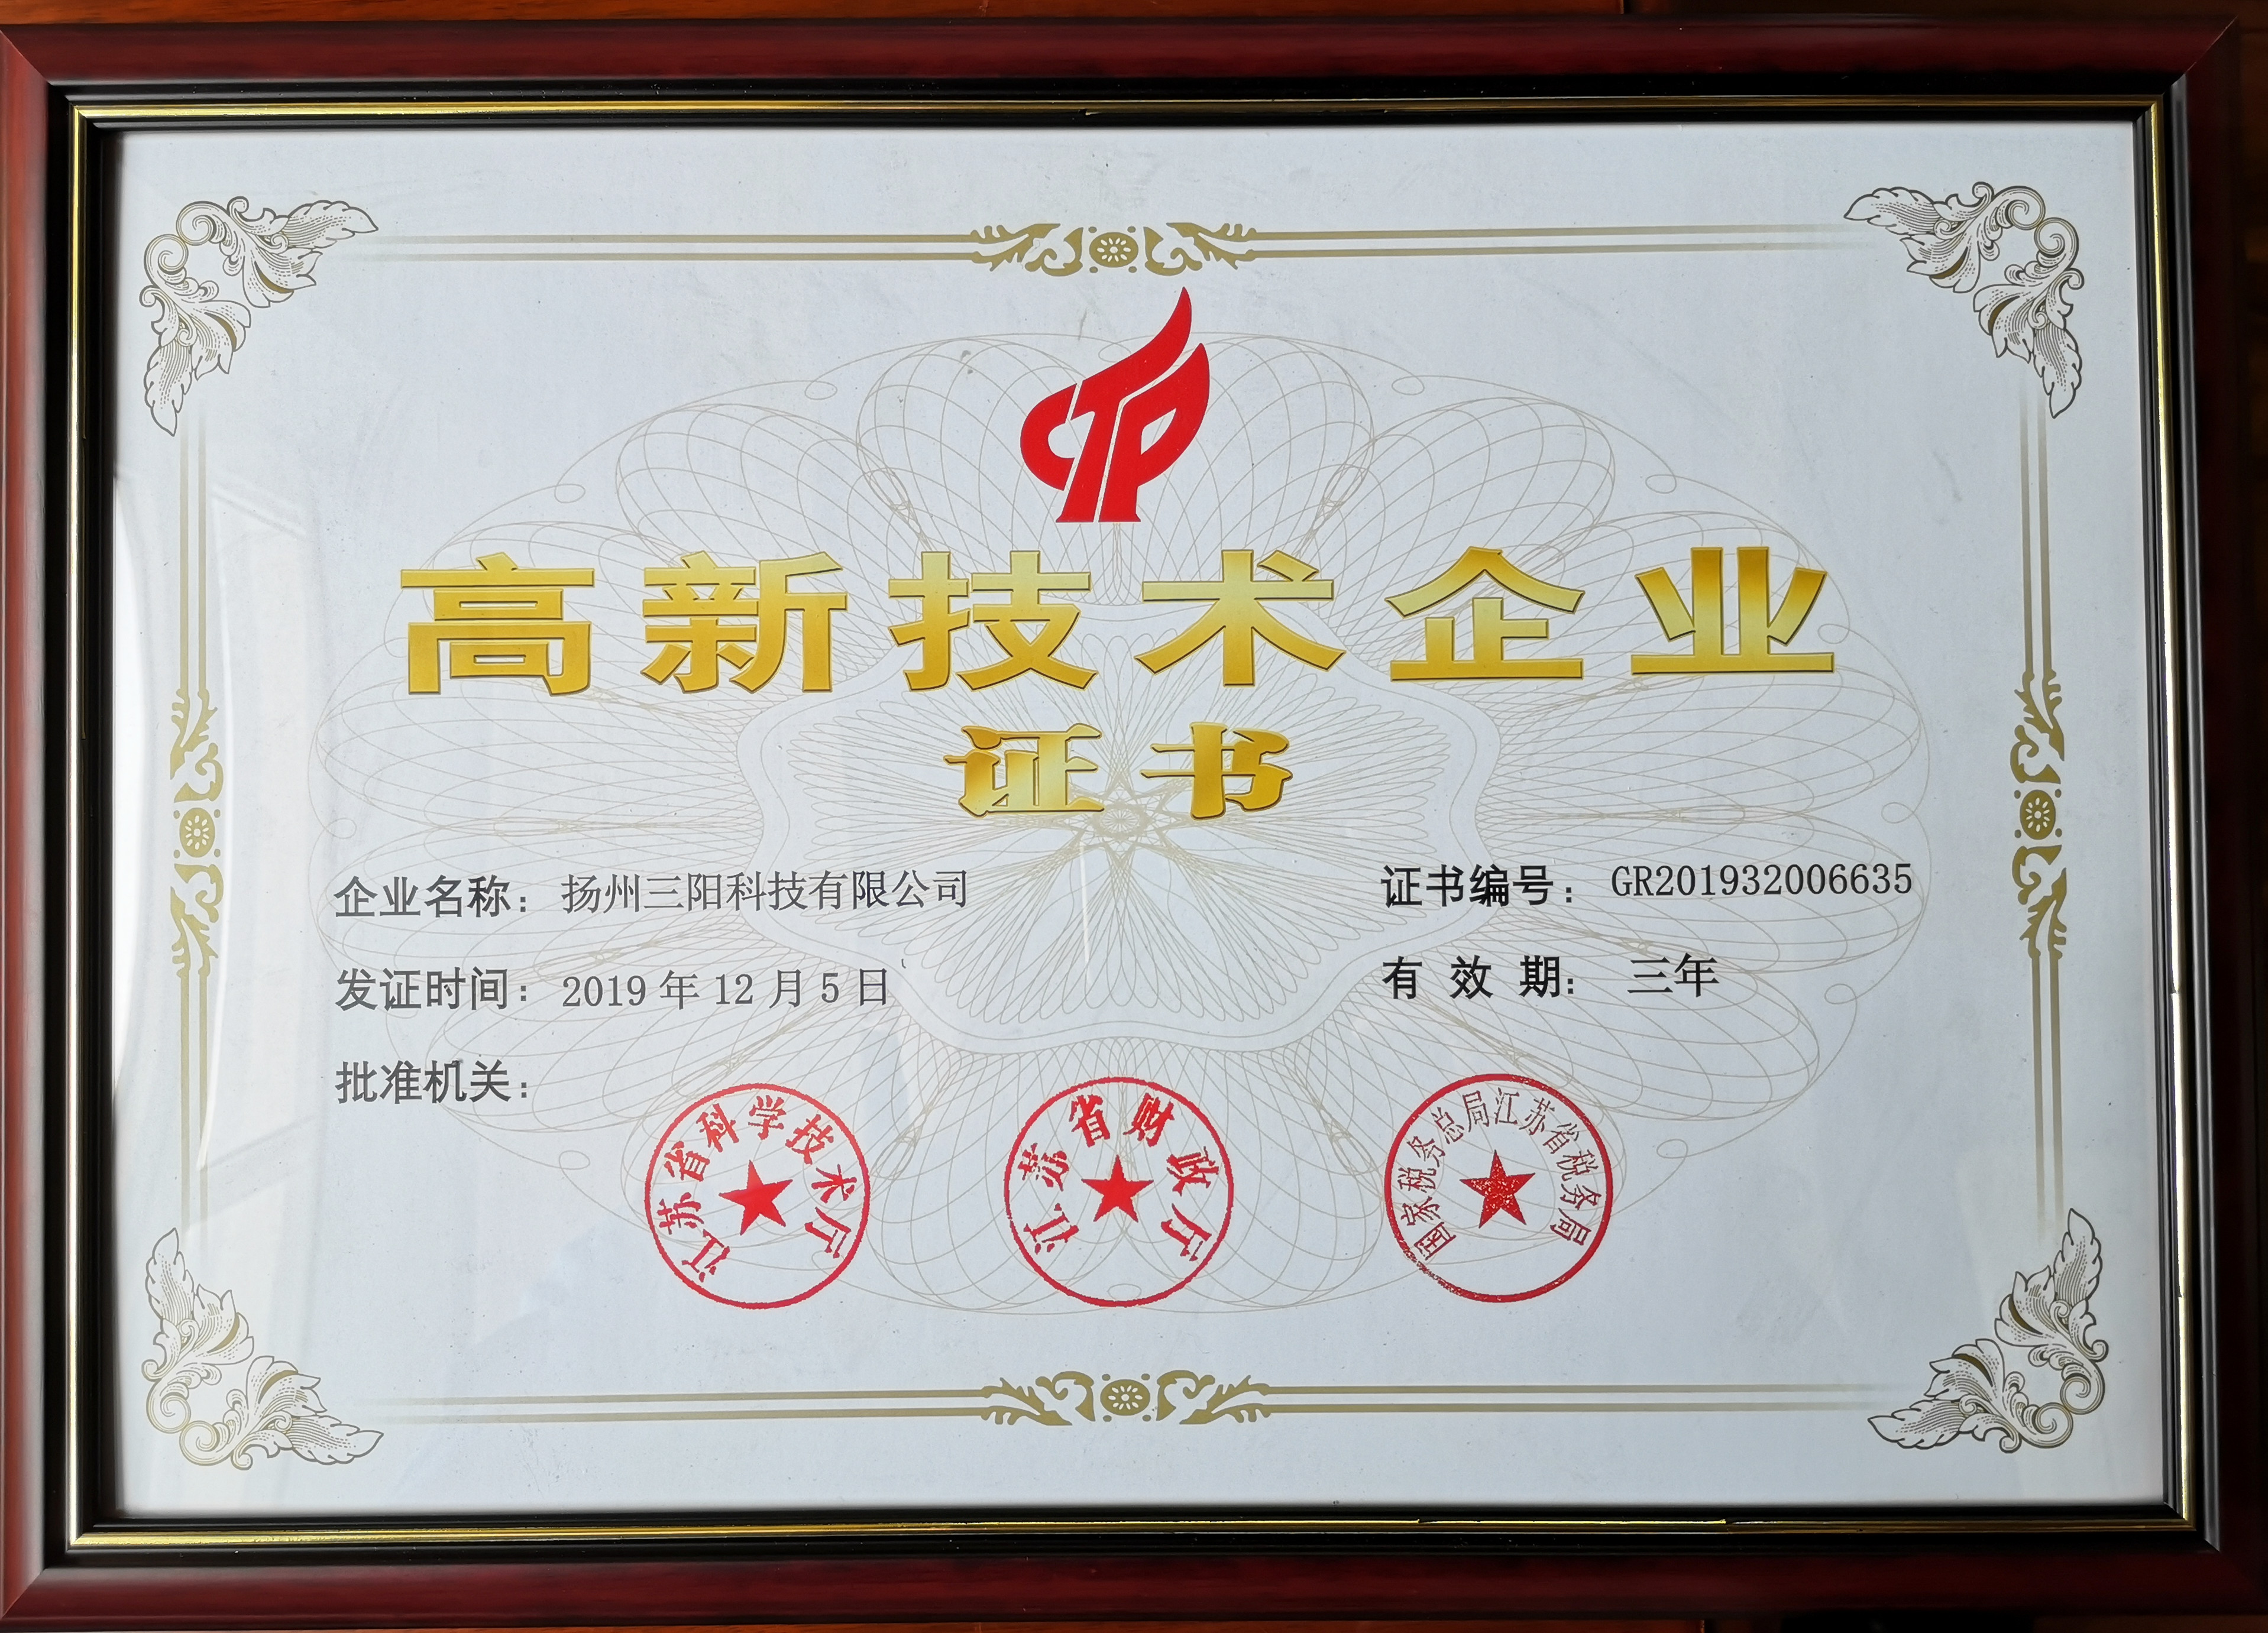 高新技术企业
证书
企业名称：扬州三阳科技有限公司
证书编号：GR201932006635
发证时间：2019年12月5日
有效期：三年
批准机关：
江苏省科学技术厅
江苏省财政厅
国家税务总局江苏省税务局